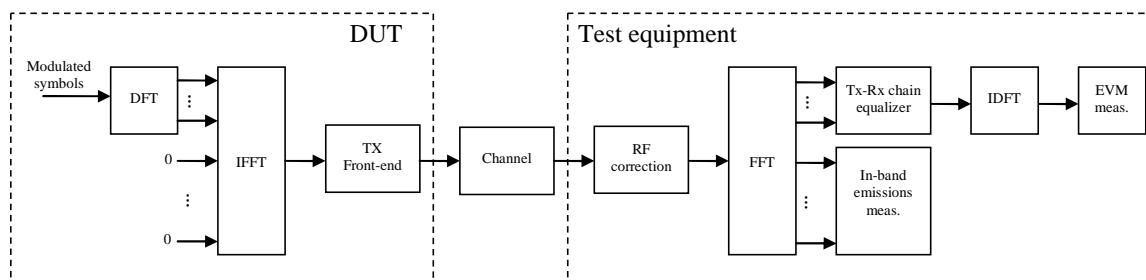 DUT
Test equipment
Modulated
symbols
DFT
...
0
...
0
IFFT
TX
Front-end
Channel
RF
correction
FFT
...
...
Tx-Rx chain
equalizer
IDFT
EVM
meas.
In-band
emissions
meas.